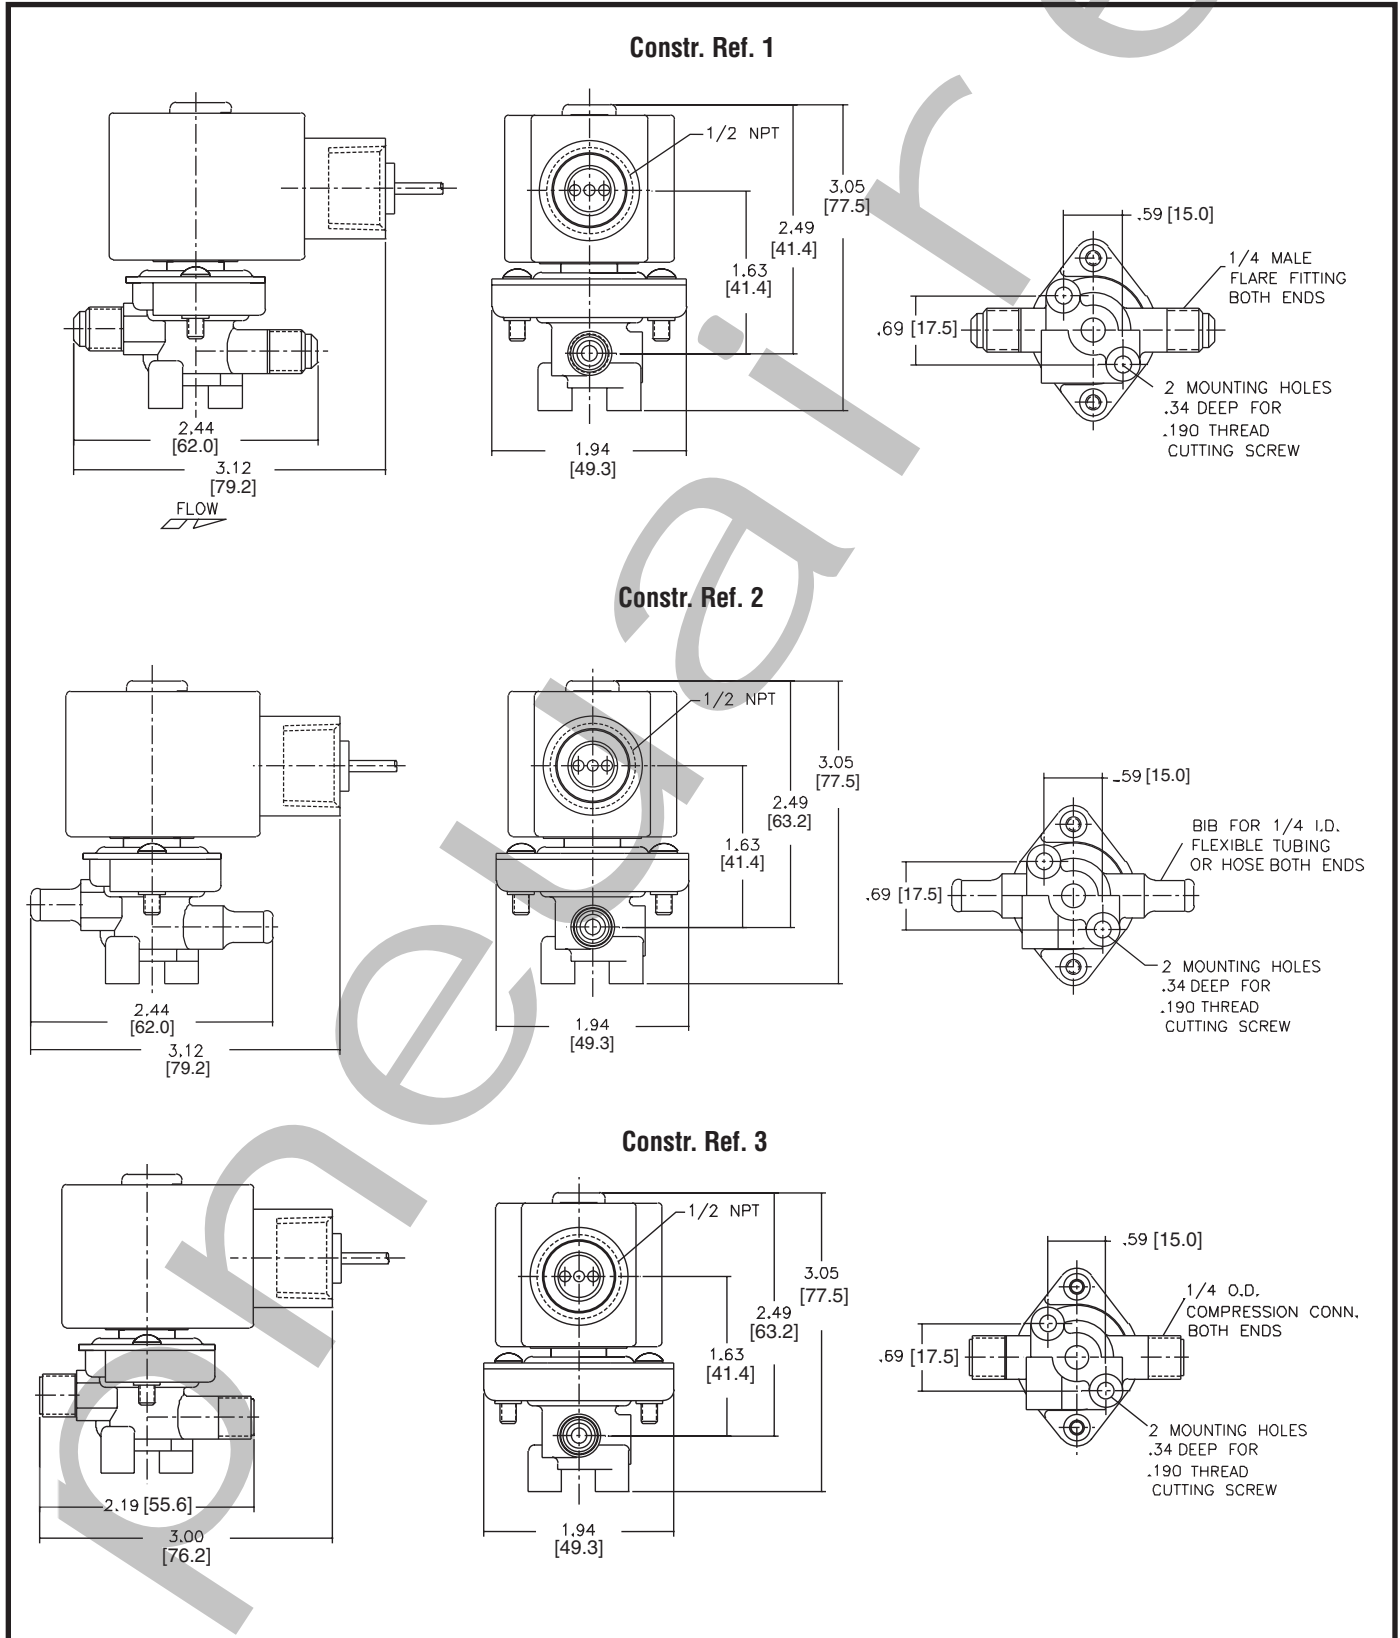 Constr. Ref. 1
1/2 NPT
3.05
[77.5]
2.49
[41.4]
1.63
[41.4]
.59 [15.0]
1/4 MALE
FLARE FITTING
BOTH ENDS
.69 [17.5]
2 MOUNTING HOLES
.34 DEEP FOR
.190 THREAD
CUTTING SCREW
2.44
[62.0]
3.12
[79.2]
1.94
[49.3]
FLOW
Constr. Ref. 2
1/2 NPT
3.05
[77.5]
2.49
[63.2]
1.63
[41.4]
.59 [15.0]
BIB FOR 1/4 I.D.
FLEXIBLE TUBING
OR HOSE BOTH ENDS
.69 [17.5]
2 MOUNTING HOLES
.34 DEEP FOR
.190 THREAD
CUTTING SCREW
2.44
[62.0]
3.12
[79.2]
1.94
[49.3]
Constr. Ref. 3
1/2 NPT
3.05
[77.5]
2.49
[63.2]
1.63
[41.4]
.59 [15.0]
1/4 O.D.
COMPRESSION CONN.
BOTH ENDS
.69 [17.5]
2 MOUNTING HOLES
.34 DEEP FOR
.190 THREAD
CUTTING SCREW
2.19 [55.6]
3.00
[76.2]
1.94
[49.3]
pneuaire